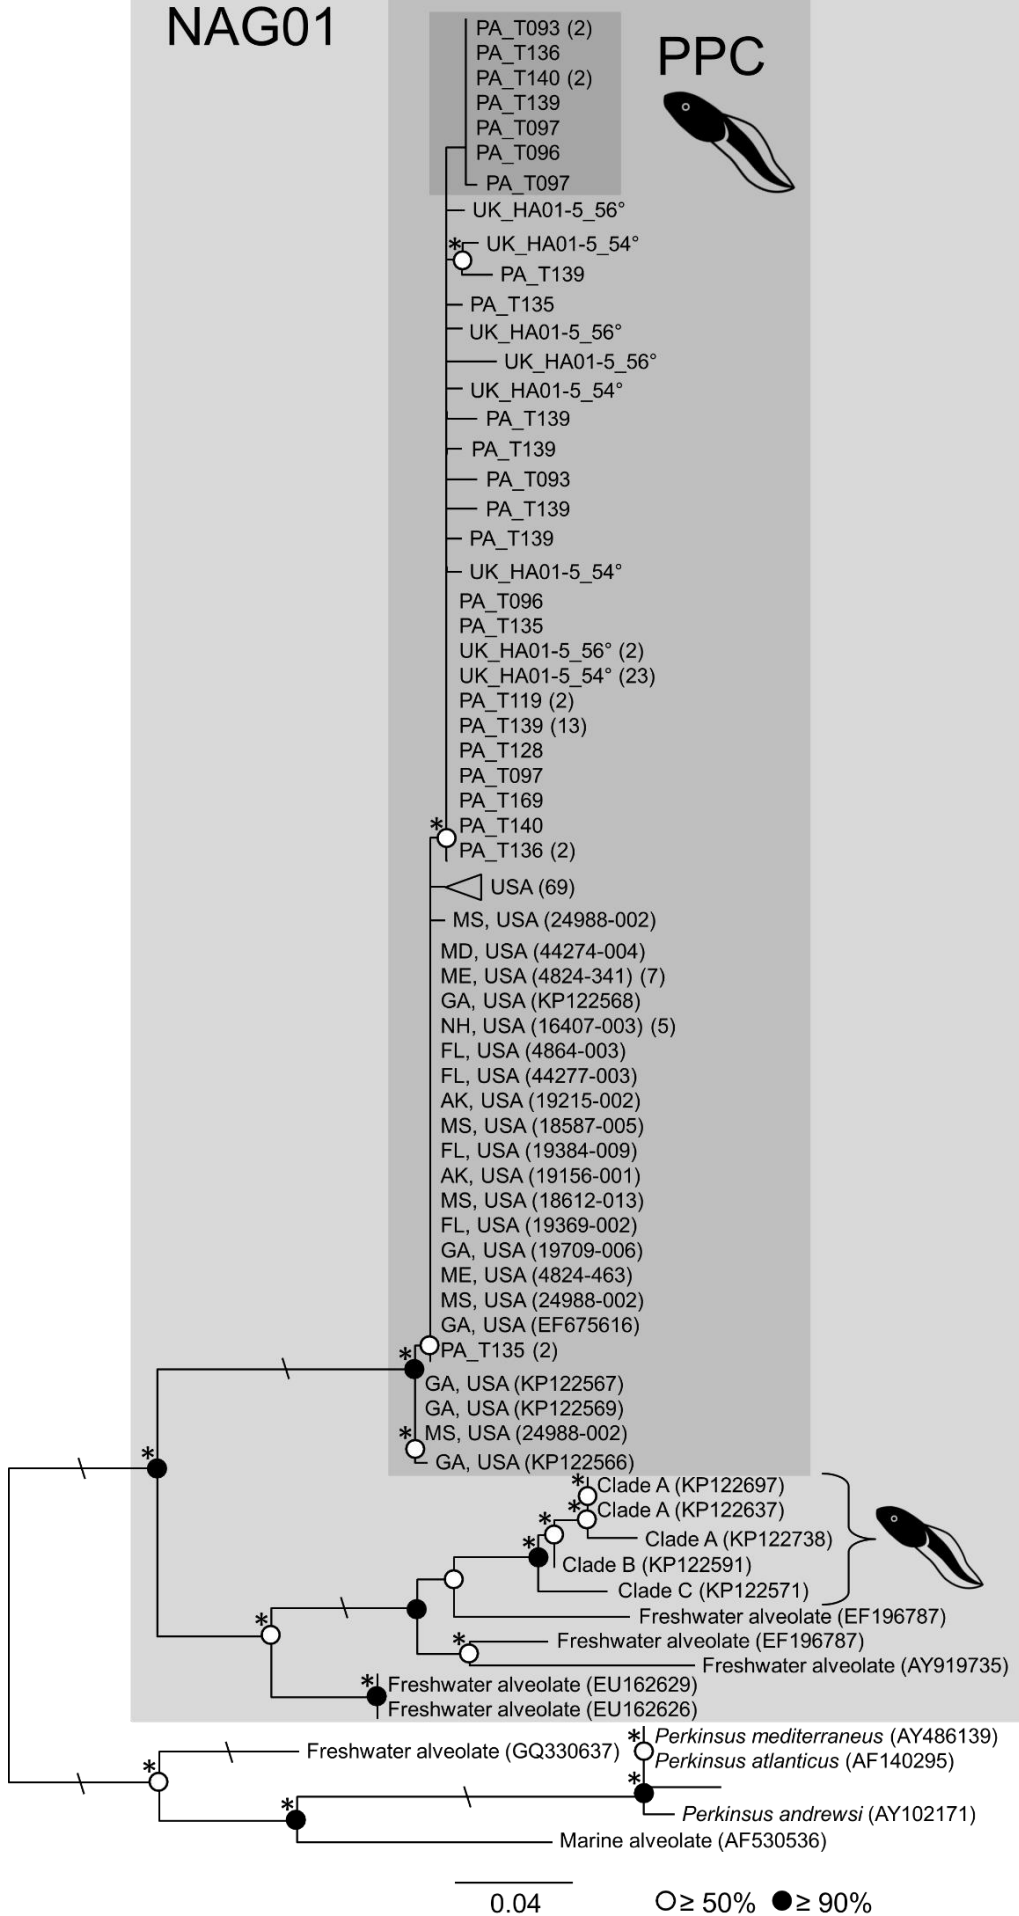 NAG01
PPC
PA_T093 (2)
PA_T136
PA_T140 (2)
PA_T139
PA_T097
PA_T096
PA_T097
UK_HA01-5_56°
* UK_HA01-5_54°
PA_T139
PA_T135
UK_HA01-5_56°
UK_HA01-5_56°
UK_HA01-5_54°
PA_T139
PA_T139
PA_T093
PA_T139
PA_T139
UK_HA01-5_54°
PA_T096
PA_T135
UK_HA01-5_56° (2)
UK_HA01-5_54° (23)
PA_T119 (2)
PA_T139 (13)
PA_T128
PA_T097
PA_T169
* PA_T140
PA_T136 (2)
USA (69)
MS, USA (24988-002)
MD, USA (44274-004)
ME, USA (4824-341) (7)
GA, USA (KP122568)
NH, USA (16407-003) (5)
FL, USA (4864-003)
FL, USA (44277-003)
AK, USA (19215-002)
MS, USA (18587-005)
FL, USA (19384-009)
AK, USA (19156-001)
MS, USA (18612-013)
FL, USA (19369-002)
GA, USA (19709-006)
ME, USA (4824-463)
MS, USA (24988-002)
GA, USA (EF675616)
* PA_T135 (2)
GA, USA (KP122567)
GA, USA (KP122569)
* MS, USA (24988-002)
* GA, USA (KP122566)
* Clade A (KP122697)
* Clade A (KP122637)
* Clade A (KP122738)
* Clade B (KP122591)
Clade C (KP122571)
Freshwater alveolate (EF196787)
* * Freshwater alveolate (EF196787)
Freshwater alveolate (AY919735)
* Freshwater alveolate (EU162629)
Freshwater alveolate (EU162626)
* Perkinsus mediterraneus (AY486139)
Freshwater alveolate (GQ330637)
Perkinsus atlanticus (AF140295)
* *
* Perkinsus andrewsi (AY102171)
Marine alveolate (AF530536)
0.04
≥ 50% ≥ 90%